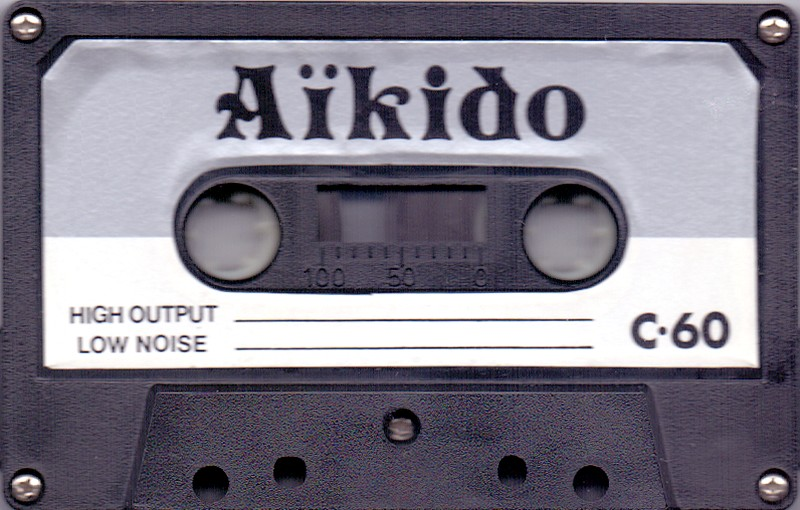 Aïkido
100 50 0
HIGH OUTPUT
LOW NOISE
C·60